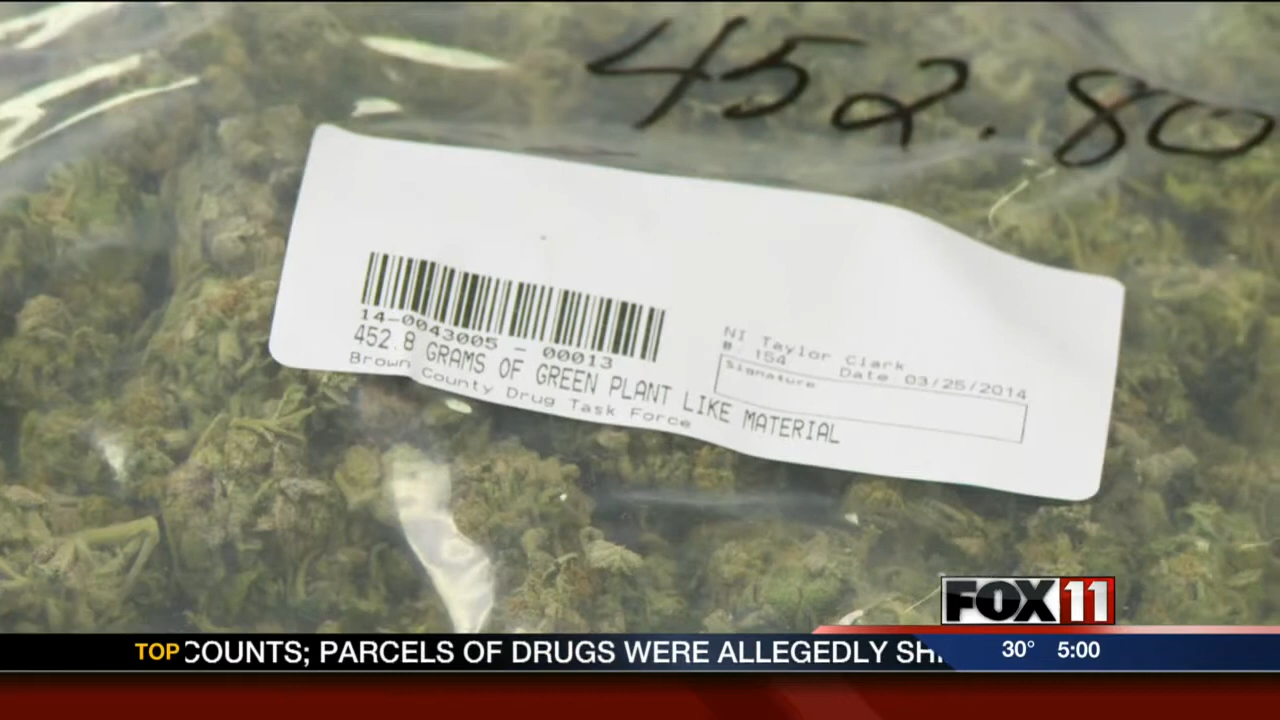 452.80
14-0043005 - 00013
452.8 GRAMS OF GREEN PLANT LIKE MATERIAL
Brown County Drug Task Force
NI Taylor Clark
#: 154 Date 03/25/2014
Signature
FOX 11
TOP COUNTS; PARCELS OF DRUGS WERE ALLEGEDLY SH
30° 5:00